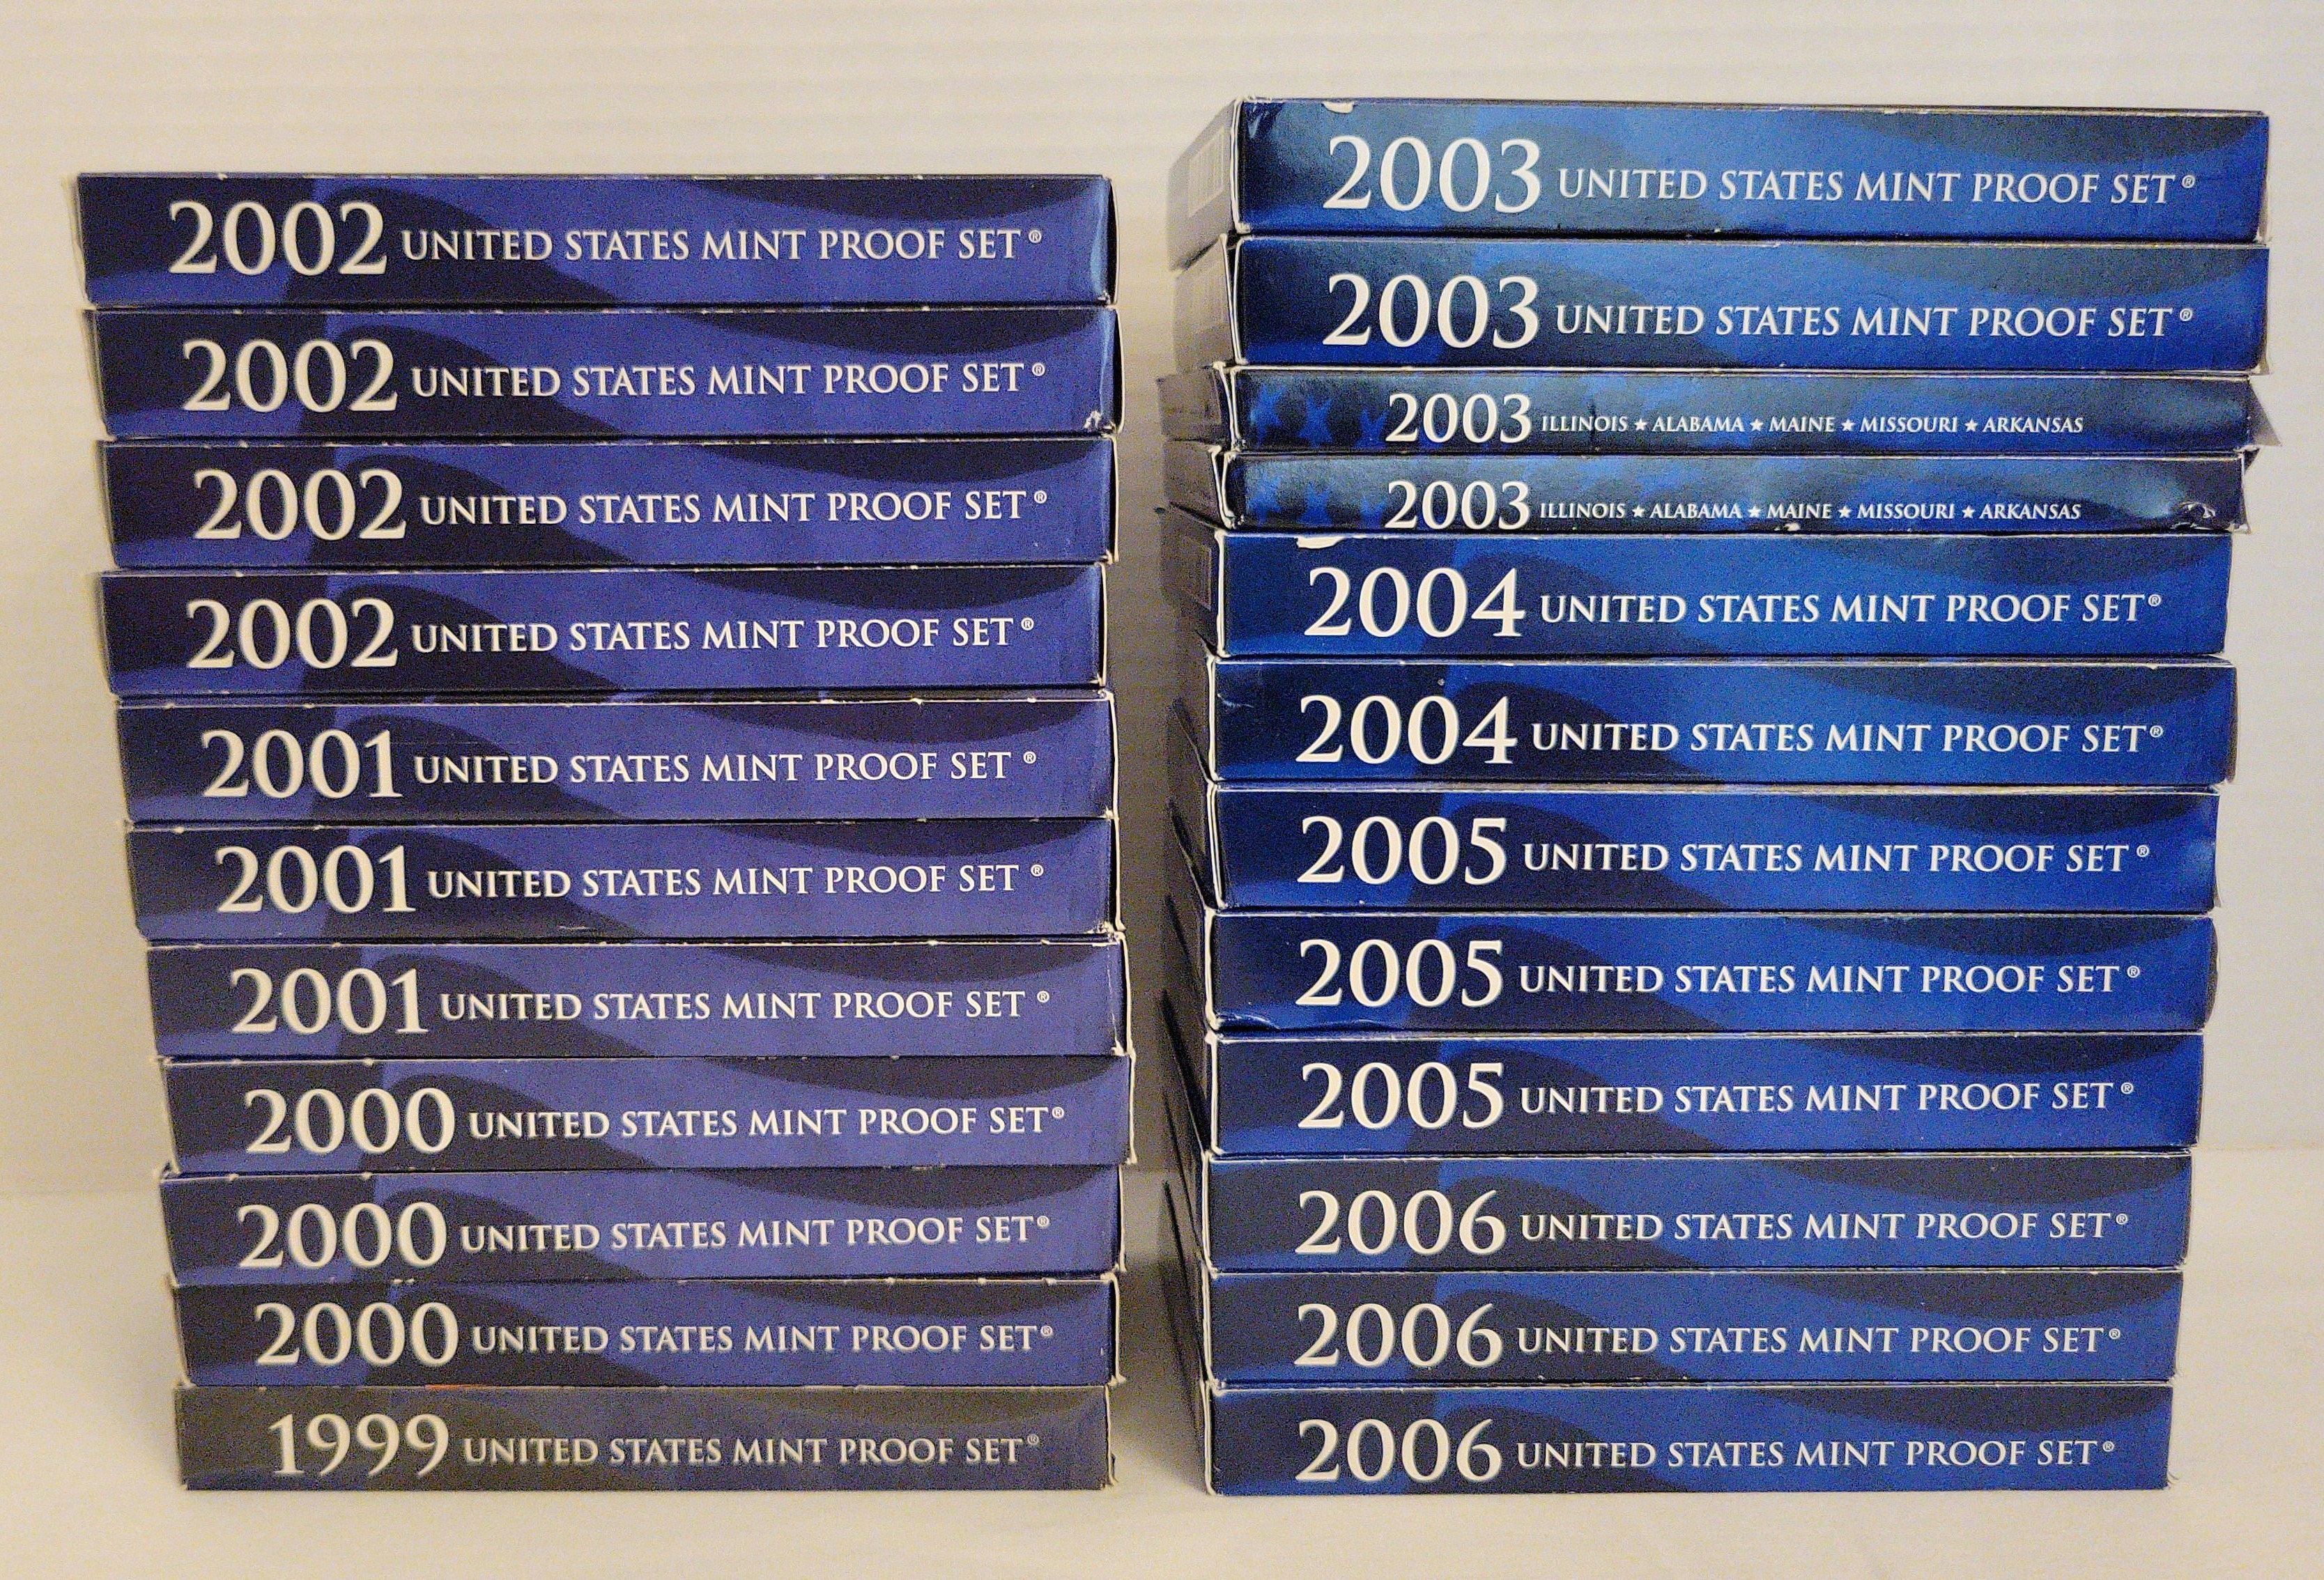 2002 UNITED STATES MINT PROOF SET®
2002 UNITED STATES MINT PROOF SET®
2002 UNITED STATES MINT PROOF SET®
2002 UNITED STATES MINT PROOF SET®
2001 UNITED STATES MINT PROOF SET®
2001 UNITED STATES MINT PROOF SET®
2001 UNITED STATES MINT PROOF SET®
2000 UNITED STATES MINT PROOF SET®
2000 UNITED STATES MINT PROOF SET®
2000 UNITED STATES MINT PROOF SET®
1999 UNITED STATES MINT PROOF SET®
2003 UNITED STATES MINT PROOF SET®
2003 UNITED STATES MINT PROOF SET®
2003 ILLINOIS ★ ALABAMA ★ MAINE ★ MISSOURI ★ ARKANSAS
2003 ILLINOIS ★ ALABAMA ★ MAINE ★ MISSOURI ★ ARKANSAS
2004 UNITED STATES MINT PROOF SET®
2004 UNITED STATES MINT PROOF SET®
2005 UNITED STATES MINT PROOF SET®
2005 UNITED STATES MINT PROOF SET®
2005 UNITED STATES MINT PROOF SET®
2006 UNITED STATES MINT PROOF SET®
2006 UNITED STATES MINT PROOF SET®
2006 UNITED STATES MINT PROOF SET®